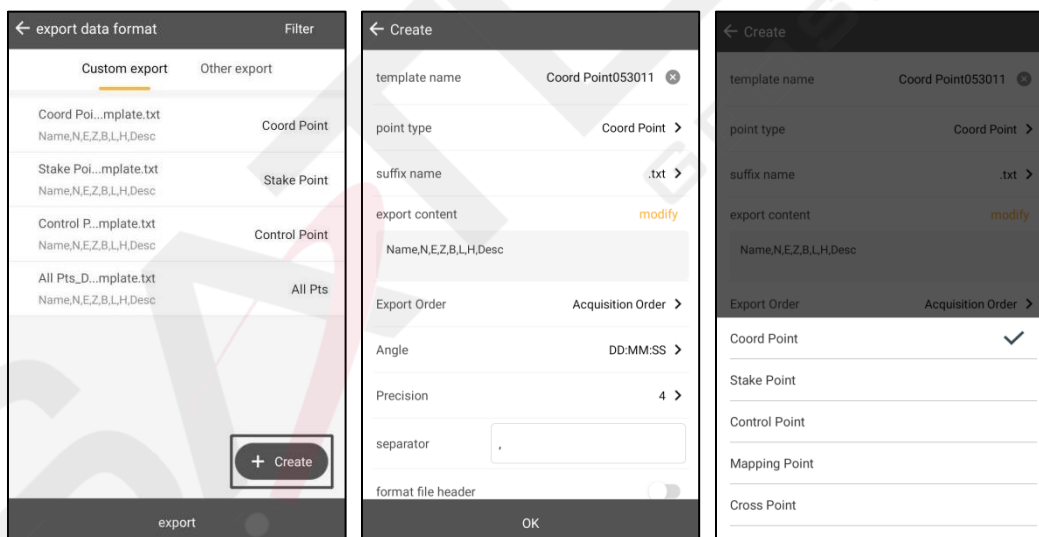 export data format Filter
Custom export Other export
Coord Poi...mplate.txt Coord Point
Name,N,E,Z,B,L,H,Desc
Stake Poi...mplate.txt Stake Point
Name,N,E,Z,B,L,H,Desc
Control P...mplate.txt Control Point
Name,N,E,Z,B,L,H,Desc
All Pts_D...mplate.txt All Pts
Name,N,E,Z,B,L,H,Desc
+ Create
export
Create
template name Coord Point053011
point type Coord Point
suffix name .txt
export content modify
Name,N,E,Z,B,L,H,Desc
Export Order Acquisition Order
Angle DD:MM:SS
Precision 4
separator ,
format file header
OK
Create
template name Coord Point053011
point type Coord Point
suffix name .txt
export content modify
Name,N,E,Z,B,L,H,Desc
Export Order Acquisition Order
Coord Point
Stake Point
Control Point
Mapping Point
Cross Point